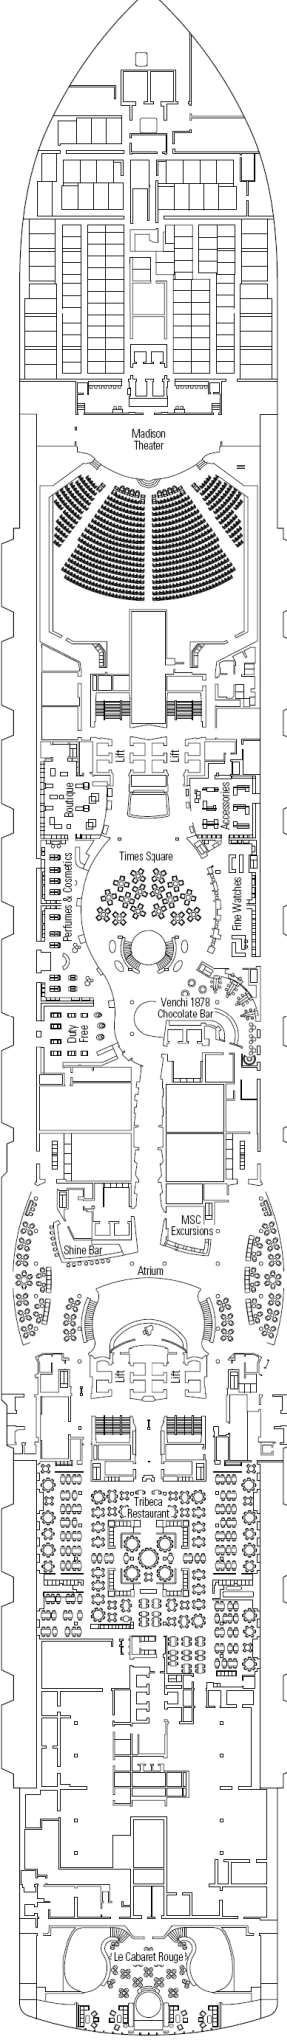 Madison
Theater
Lift
Lift
Boutique
Accessories
Times Square
Perfumes & Cosmetics
Fine Watches
Venchi 1878
Chocolate Bar
Duty
Free
MSC
Excursions
Shine Bar
Atrium
Lift
Lift
Tribeca
Restaurant
Le Cabaret Rouge